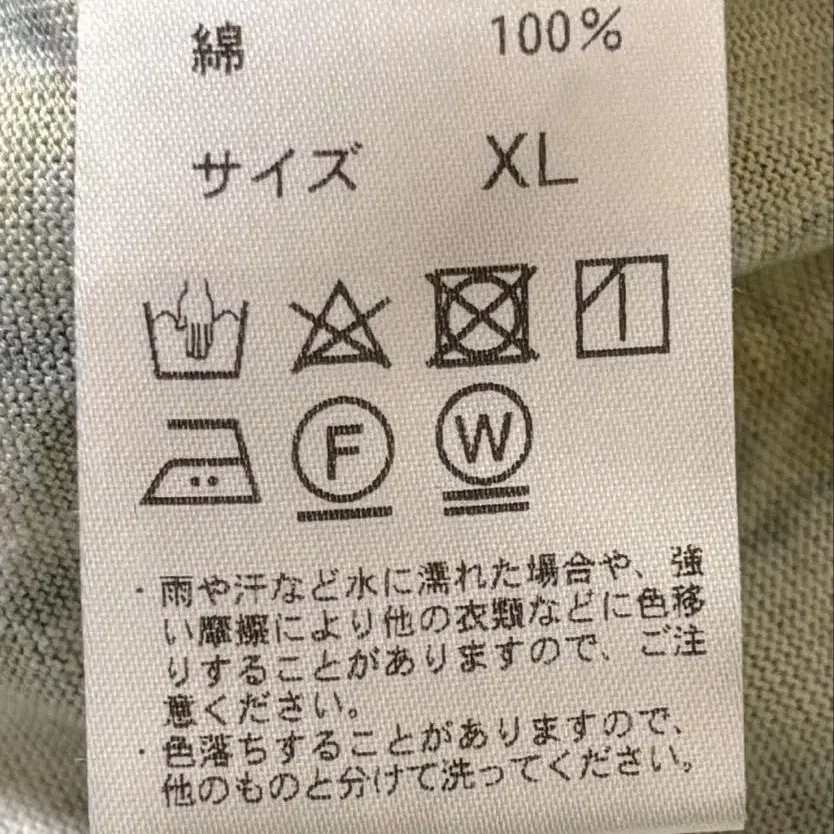 綿 100%
サイズ XL
F W
・雨や汗など水に濡れた場合や、強
い摩擦により他の衣類などに色移
りすることがありますので、ご注
意ください。
・色落ちすることがありますので、
他のものと分けて洗ってください。